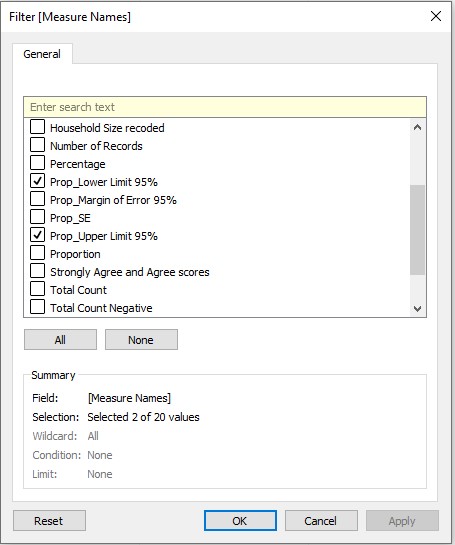 Filter [Measure Names]
General
Enter search text
Household Size recoded
Number of Records
Percentage
Prop_Lower Limit 95%
Prop_Margin of Error 95%
Prop_SE
Prop_Upper Limit 95%
Proportion
Strongly Agree and Agree scores
Total Count
Total Count Negative
All None
Summary
Field: [Measure Names]
Selection: Selected 2 of 20 values
Wildcard: All
Condition: None
Limit: None
Reset OK Cancel Apply